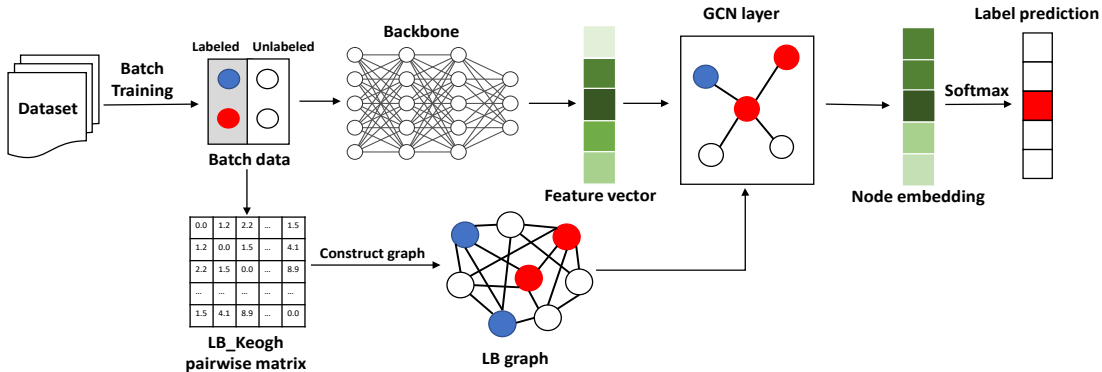 Dataset
Batch
Training
Labeled
Unlabeled
Batch data
Backbone
Feature vector
GCN layer
Node embedding
Softmax
Label prediction
0.0 1.2 2.2 ... 1.5
1.2 0.0 1.5 ... 4.1
2.2 1.5 0.0 ... 8.9
... ... ... ... ...
1.5 4.1 8.9 ... 0.0
LB_Keogh
pairwise matrix
Construct graph
LB graph